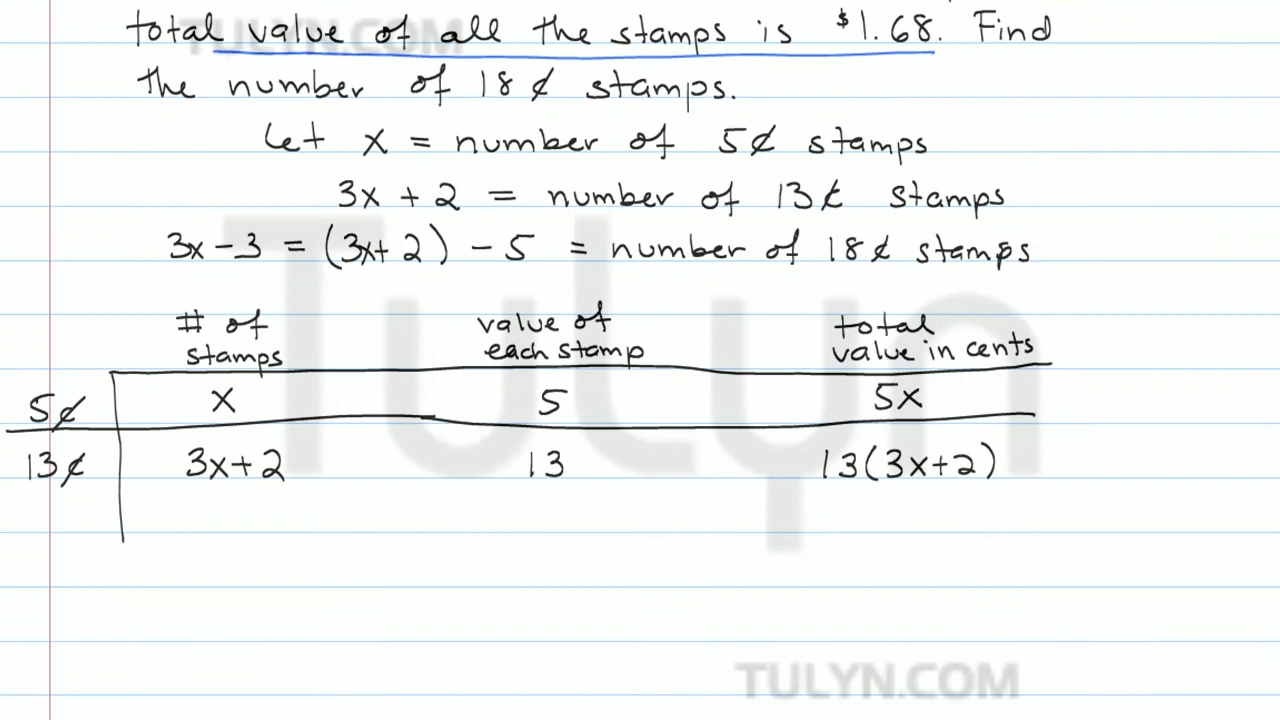 total value of all the stamps is $1.68. Find
the number of 18¢ stamps.
Let x = number of 5¢ stamps
3x + 2 = number of 13¢ stamps
3x - 3 = (3x + 2) - 5 = number of 18¢ stamps
# of stamps value of each stamp total value in cents
5¢ x 5 5x
13¢ 3x+2 13 13(3x+2)
TULYN.COM
Tulyn
TULYN.COM